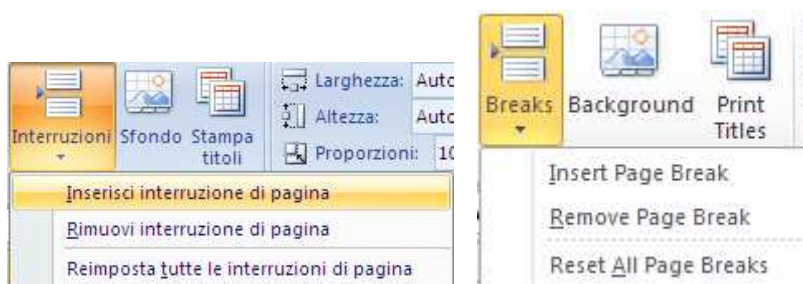 Larghezza: Auto
Altezza: Auto
Interruzioni Sfondo Stampa titoli
Proporzioni: 10
Inserisci interruzione di pagina
Rimuovi interruzione di pagina
Reimposta tutte le interruzioni di pagina
Breaks Background Print
Titles
Insert Page Break
Remove Page Break
Reset All Page Breaks